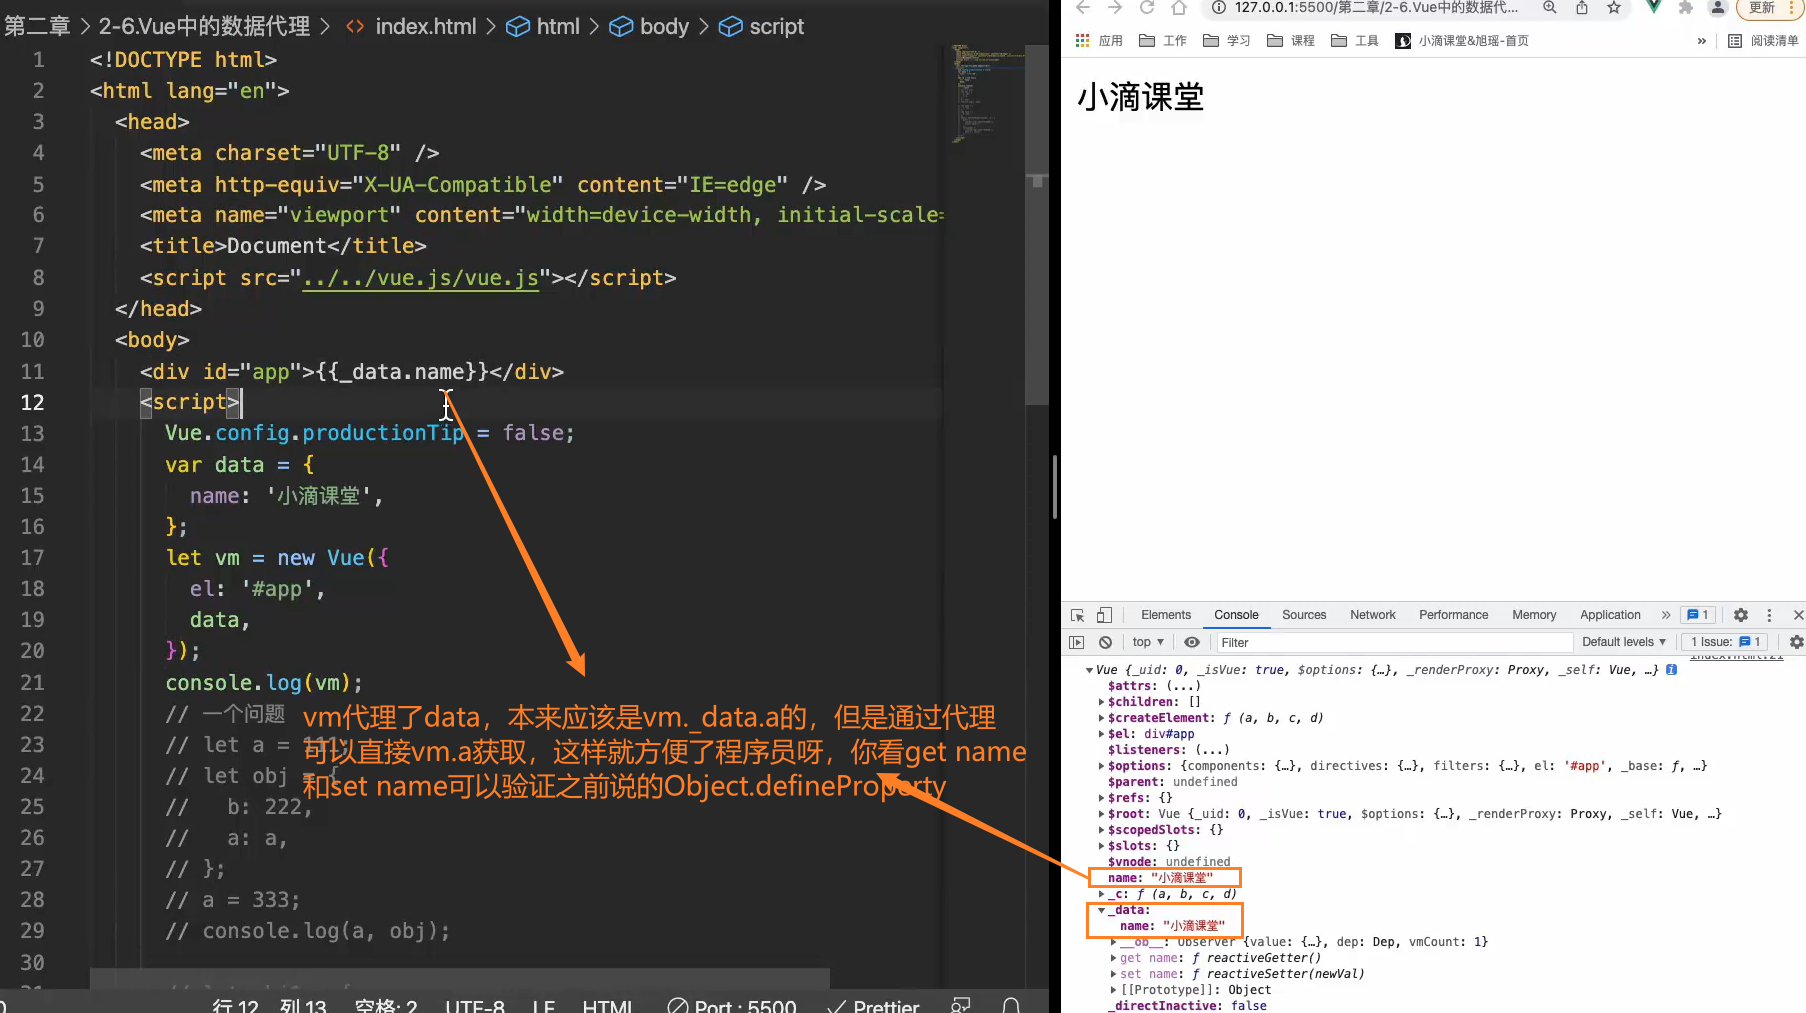 第二章 > 2-6.Vue中的数据代理 > <> index.html > html > body > script
1 <!DOCTYPE html>
2 <html lang="en">
3 <head>
4 <meta charset="UTF-8" />
5 <meta http-equiv="X-UA-Compatible" content="IE=edge" />
6 <meta name="viewport" content="width=device-width, initial-scale=
7 <title>Document</title>
8 <script src="../../vue.js/vue.js"></script>
9 </head>
10 <body>
11 <div id="app">{{_data.name}}</div>
12 <script>
13 Vue.config.productionTip = false;
14 var data = {
15 name: '小滴课堂',
16 };
17 let vm = new Vue({
18 el: '#app',
19 data,
20 });
21 console.log(vm);
22 // 一个问题
23 // let a = 111;
24 // let obj = {
25 // b: 222,
26 // a: a,
27 // };
28 // a = 333;
29 // console.log(a, obj);
30
vm代理了data，本来应该是vm._data.a的，但是通过代理
可以直接vm.a获取，这样就方便了程序员呀，你看get name
和set name可以验证之前说的Object.defineProperty
行 12 列 13 空格: 2 UTF-8 LF HTML Port : 5500 Prettier
127.0.0.1:5500/第二章/2-6.Vue中的数据代... 更新
应用 工作 学习 课程 工具 小滴课堂&旭瑶-首页 » 阅读清单
小滴课堂
Elements Console Sources Network Performance Memory Application » 1
top Filter Default levels 1 Issue: 1
index.html:21
Vue {_uid: 0, _isVue: true, $options: {…}, _renderProxy: Proxy, _self: Vue, …}
$attrs: (...)
$children: []
$createElement: ƒ (a, b, c, d)
$el: div#app
$listeners: (...)
$options: {components: {…}, directives: {…}, filters: {…}, el: '#app', _base: ƒ, …}
$parent: undefined
$refs: {}
$root: Vue {_uid: 0, _isVue: true, $options: {…}, _renderProxy: Proxy, _self: Vue, …}
$scopedSlots: {}
$slots: {}
$vnode: undefined
name: "小滴课堂"
_c: ƒ (a, b, c, d)
_data:
name: "小滴课堂"
__ob__: Observer {value: {…}, dep: Dep, vmCount: 1}
get name: ƒ reactiveGetter()
set name: ƒ reactiveSetter(newVal)
[[Prototype]]: Object
_directInactive: false